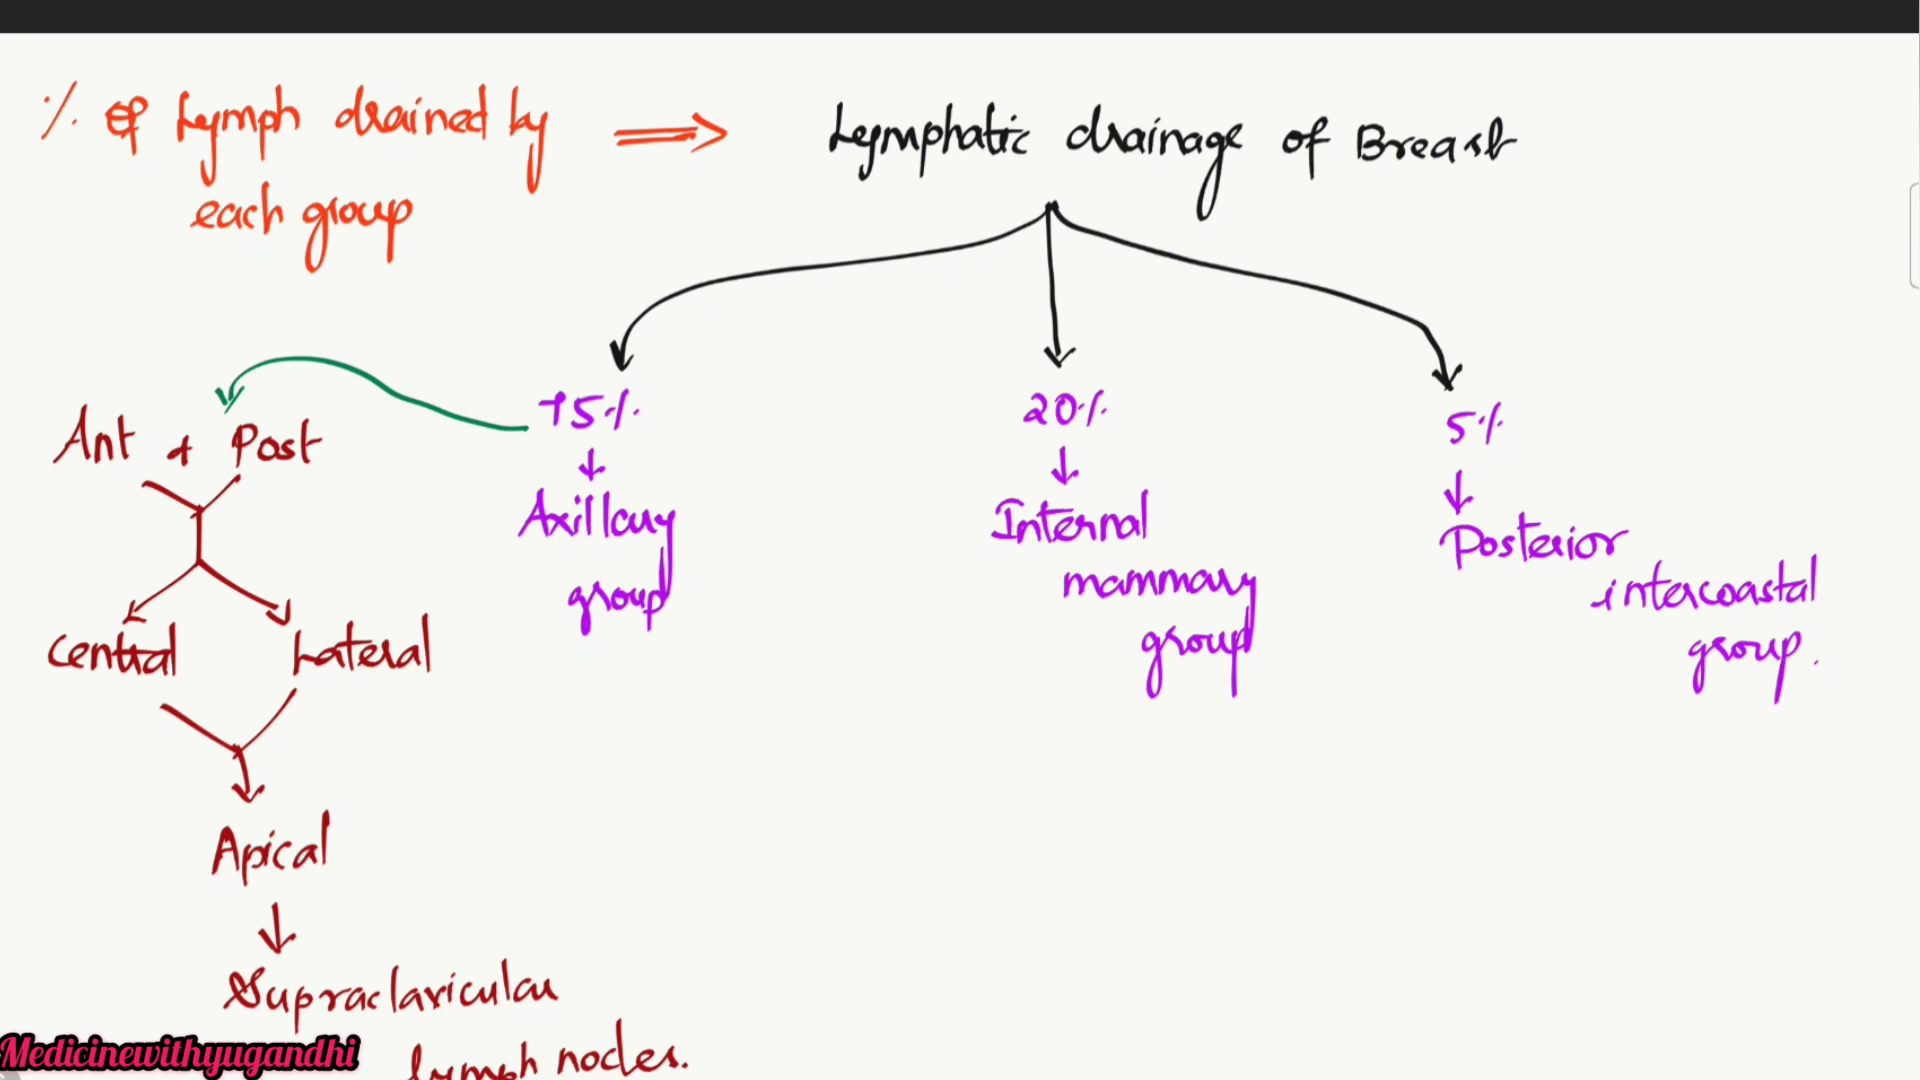 % of Lymph drained by
each group
⇒
Lymphatic drainage of Breast
75%
↓
Axillary
group
20%
↓
Internal
mammary
group
5%
↓
Posterior
intercoastal
group.
Ant + Post
Central Lateral
Apical
↓
Supraclavicular
lymph nodes.
Medicinewithyugandhi